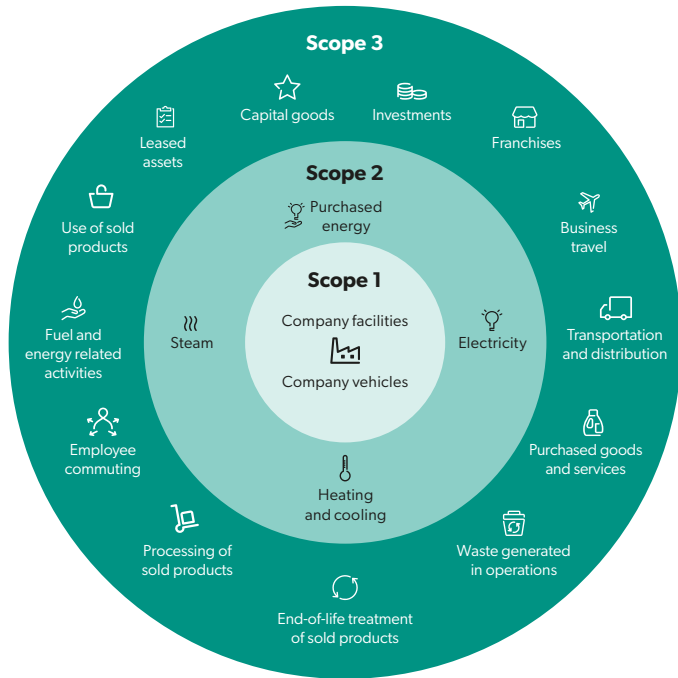 Scope 3
Capital goods
Investments
Leased
assets
Franchises
Scope 2
Purchased
energy
Use of sold
products
Business
travel
Scope 1
Company facilities
Company vehicles
Steam
Electricity
Fuel and
energy related
activities
Transportation
and distribution
Employee
commuting
Purchased goods
and services
Heating
and cooling
Processing of
sold products
Waste generated
in operations
End-of-life treatment
of sold products